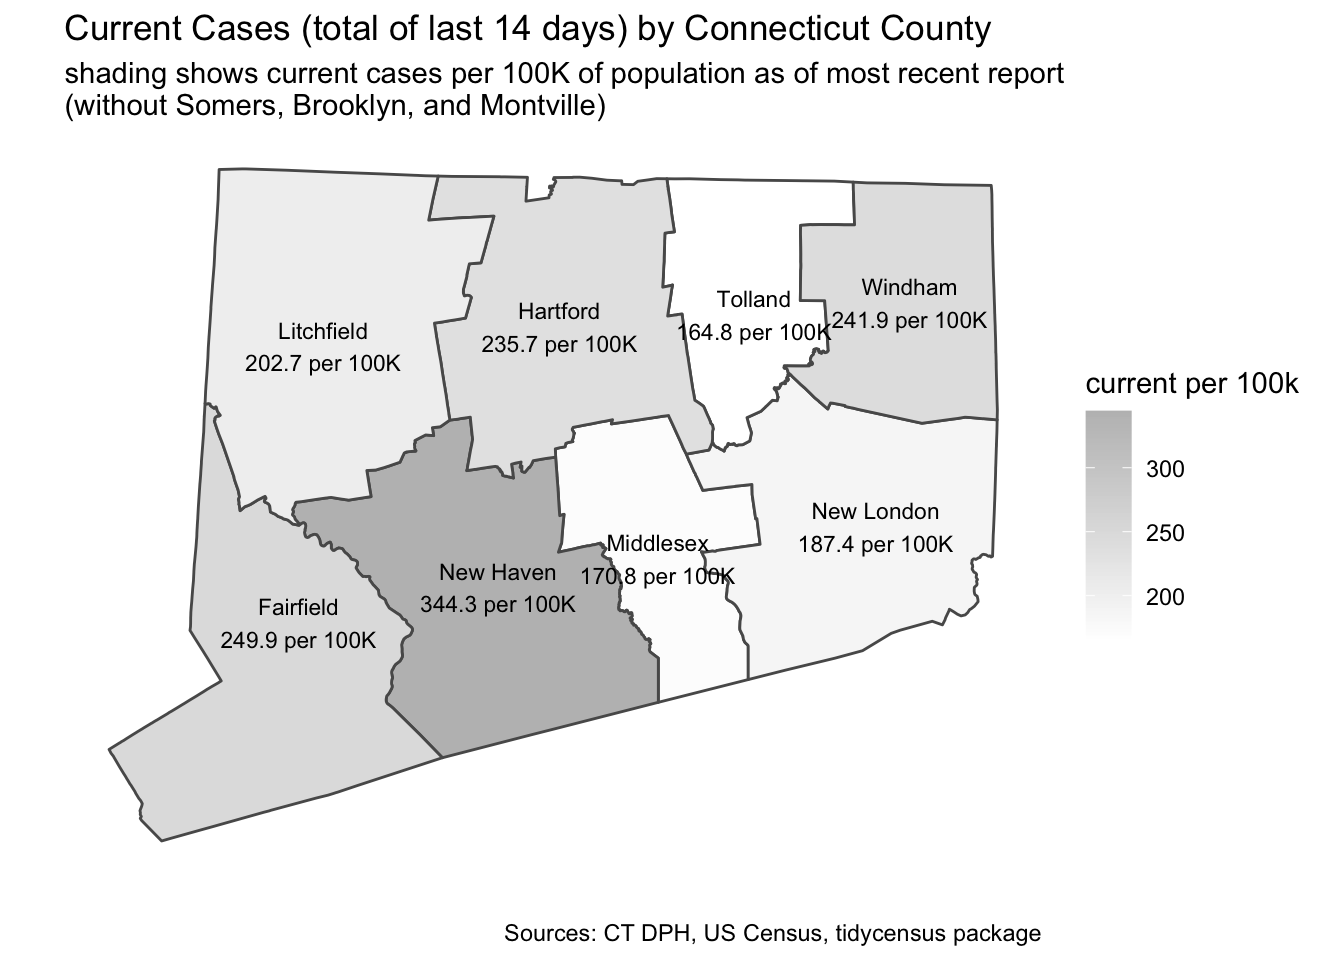 Current Cases (total of last 14 days) by Connecticut County
shading shows current cases per 100K of population as of most recent report
(without Somers, Brooklyn, and Montville)
Litchfield
202.7 per 100K
Hartford
235.7 per 100K
Tolland
164.8 per 100K
Windham
241.9 per 100K
Fairfield
249.9 per 100K
New Haven
344.3 per 100K
Middlesex
170.8 per 100K
New London
187.4 per 100K
current per 100k
300
250
200
Sources: CT DPH, US Census, tidycensus package